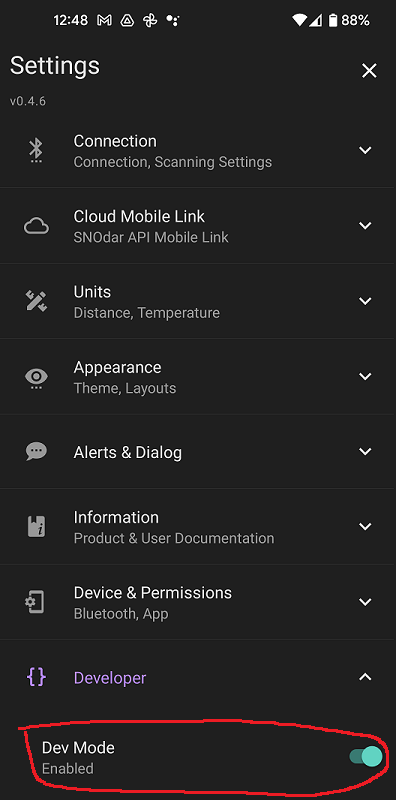 12:48
88%
Settings
v0.4.6
Connection
Connection, Scanning Settings
Cloud Mobile Link
SNOdar API Mobile Link
Units
Distance, Temperature
Appearance
Theme, Layouts
Alerts & Dialog
Information
Product & User Documentation
Device & Permissions
Bluetooth, App
{} Developer
Dev Mode
Enabled